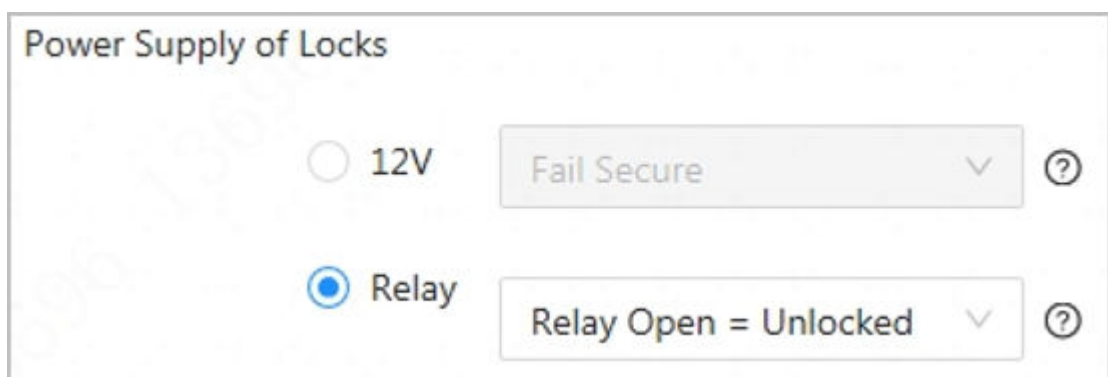 Power Supply of Locks
12V
Fail Secure
?
Relay
Relay Open = Unlocked
?